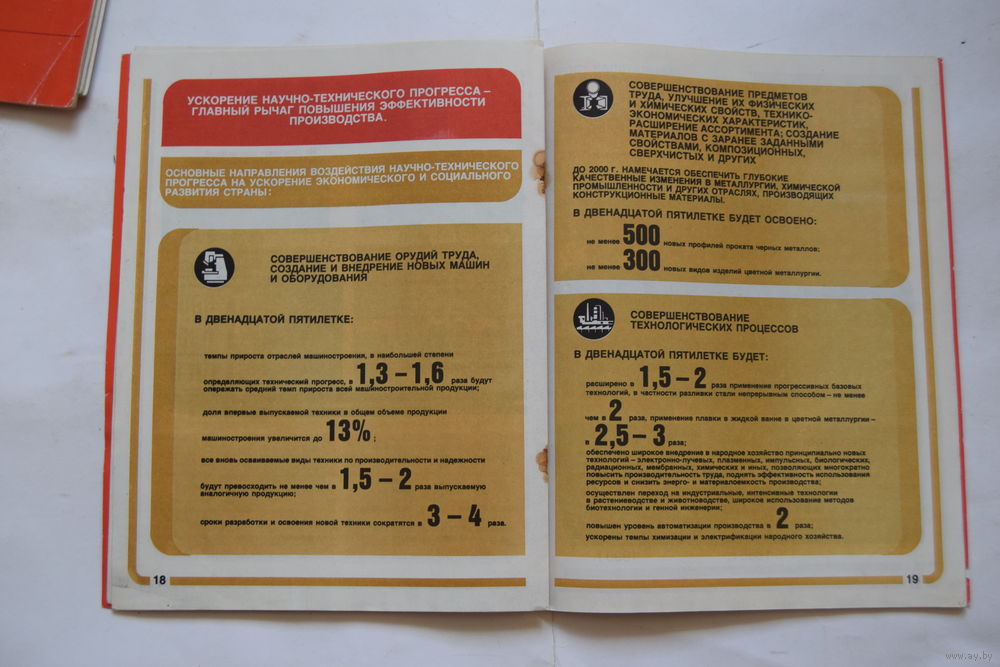 УСКОРЕНИЕ НАУЧНО-ТЕХНИЧЕСКОГО ПРОГРЕССА –
ГЛАВНЫЙ РЫЧАГ ПОВЫШЕНИЯ ЭФФЕКТИВНОСТИ
ПРОИЗВОДСТВА.
ОСНОВНЫЕ НАПРАВЛЕНИЯ ВОЗДЕЙСТВИЯ НАУЧНО-ТЕХНИЧЕСКОГО
ПРОГРЕССА НА УСКОРЕНИЕ ЭКОНОМИЧЕСКОГО И СОЦИАЛЬНОГО
РАЗВИТИЯ СТРАНЫ:
СОВЕРШЕНСТВОВАНИЕ ОРУДИЙ ТРУДА,
СОЗДАНИЕ И ВНЕДРЕНИЕ НОВЫХ МАШИН
И ОБОРУДОВАНИЯ
В ДВЕНАДЦАТОЙ ПЯТИЛЕТКЕ:
темпы прироста отраслей машиностроения, в наибольшей степени
определяющих технический прогресс, в 1,3 – 1,6 раза будут
опережать средний темп прироста всей машиностроительной продукции;
доля впервые выпускаемой техники в общем объеме продукции
машиностроения увеличится до 13%;
все вновь осваиваемые виды техники по производительности и надежности
будут превосходить не менее чем в 1,5 – 2 раза выпускаемую
аналогичную продукцию;
сроки разработки и освоения новой техники сократятся в 3 – 4 раза.
18
СОВЕРШЕНСТВОВАНИЕ ПРЕДМЕТОВ
ТРУДА, УЛУЧШЕНИЕ ИХ ФИЗИЧЕСКИХ
И ХИМИЧЕСКИХ СВОЙСТВ, ТЕХНИКО-
ЭКОНОМИЧЕСКИХ ХАРАКТЕРИСТИК,
РАСШИРЕНИЕ АССОРТИМЕНТА; СОЗДАНИЕ
МАТЕРИАЛОВ С ЗАРАНЕЕ ЗАДАННЫМИ
СВОЙСТВАМИ, КОМПОЗИЦИОННЫХ,
СВЕРХЧИСТЫХ И ДРУГИХ
ДО 2000 г. НАМЕЧАЕТСЯ ОБЕСПЕЧИТЬ ГЛУБОКИЕ
КАЧЕСТВЕННЫЕ ИЗМЕНЕНИЯ В МЕТАЛЛУРГИИ, ХИМИЧЕСКОЙ
ПРОМЫШЛЕННОСТИ И ДРУГИХ ОТРАСЛЯХ, ПРОИЗВОДЯЩИХ
КОНСТРУКЦИОННЫЕ МАТЕРИАЛЫ.
В ДВЕНАДЦАТОЙ ПЯТИЛЕТКЕ БУДЕТ ОСВОЕНО:
не менее 500 новых профилей проката черных металлов;
не менее 300 новых видов изделий цветной металлургии.
СОВЕРШЕНСТВОВАНИЕ
ТЕХНОЛОГИЧЕСКИХ ПРОЦЕССОВ
В ДВЕНАДЦАТОЙ ПЯТИЛЕТКЕ БУДЕТ:
расширено в 1,5 – 2 раза применение прогрессивных базовых
технологий, в частности разливки стали непрерывным способом – не менее
чем в 2 раза, применение плавки в жидкой ванне в цветной металлургии –
в 2,5 – 3 раза;
обеспечено широкое внедрение в народное хозяйство принципиально новых
технологий – электронно-лучевых, плазменных, импульсных, биологических,
радиационных, мембранных, химических и иных, позволяющих многократно
повысить производительность труда, поднять эффективность использования
ресурсов и снизить энерго- и материалоемкость производства;
осуществлен переход на индустриальные, интенсивные технологии
в растениеводстве и животноводстве, широкое использование методов
биотехнологии и генной инженерии;
повышен уровень автоматизации производства в 2 раза;
ускорены темпы химизации и электрификации народного хозяйства.
19
www.ay.by